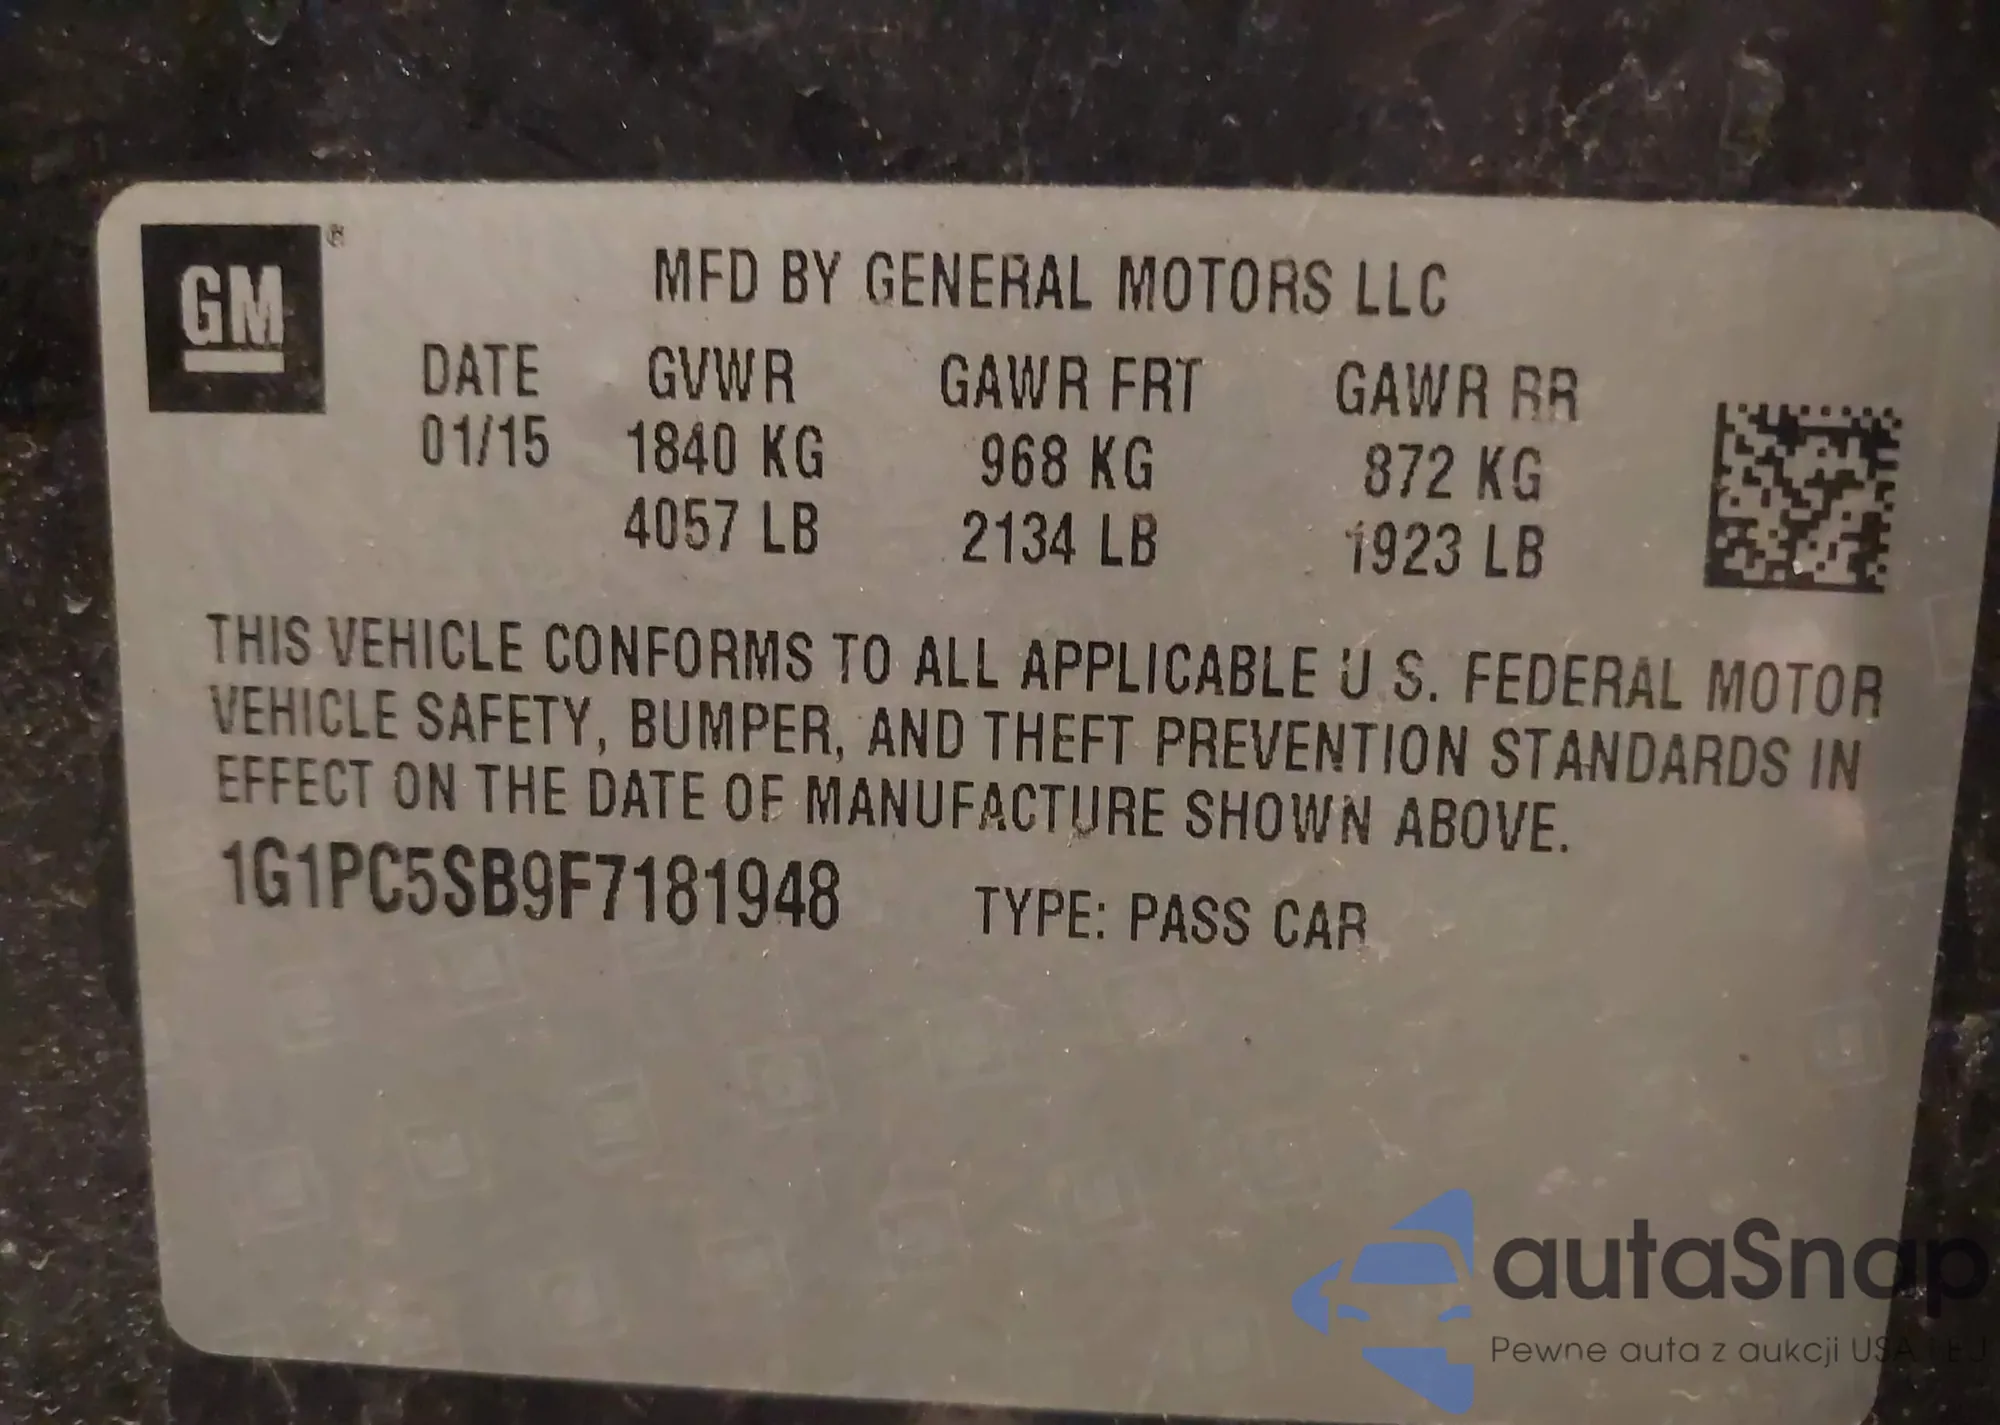 GM ®
MFD BY GENERAL MOTORS LLC
DATE GVWR GAWR FRT GAWR RR
01/15 1840 KG 968 KG 872 KG
4057 LB 2134 LB 1923 LB
THIS VEHICLE CONFORMS TO ALL APPLICABLE U S. FEDERAL MOTOR
VEHICLE SAFETY, BUMPER, AND THEFT PREVENTION STANDARDS IN
EFFECT ON THE DATE OF MANUFACTURE SHOWN ABOVE.
1G1PC5SB9F7181948 TYPE: PASS CAR
autaSnap
Pewne auta z aukcji USA i EU